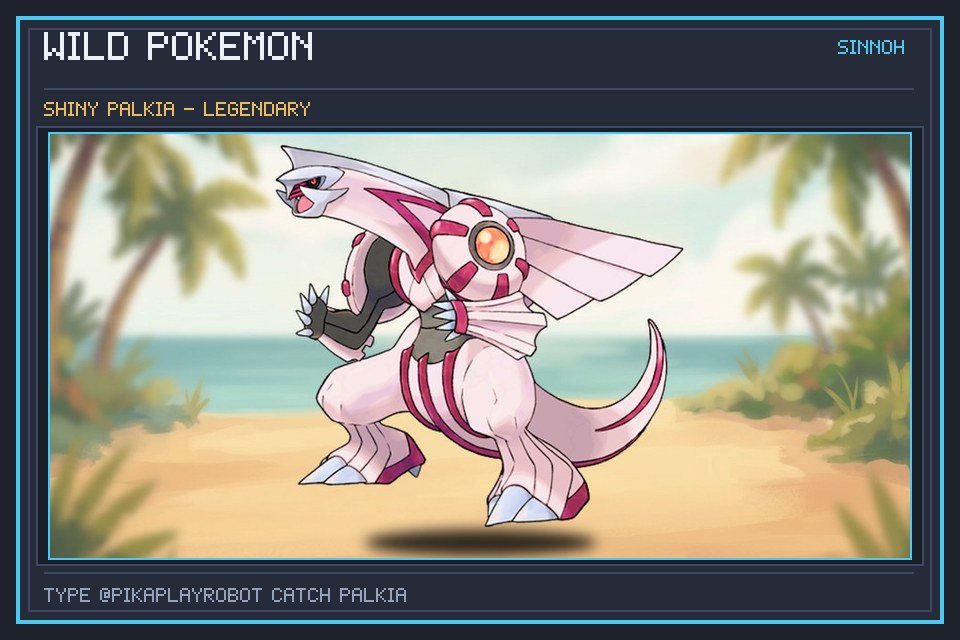 WILD POKEMON
SINNOH
SHINY PALKIA - LEGENDARY
TYPE @PIKAPLAYROBOT CATCH PALKIA